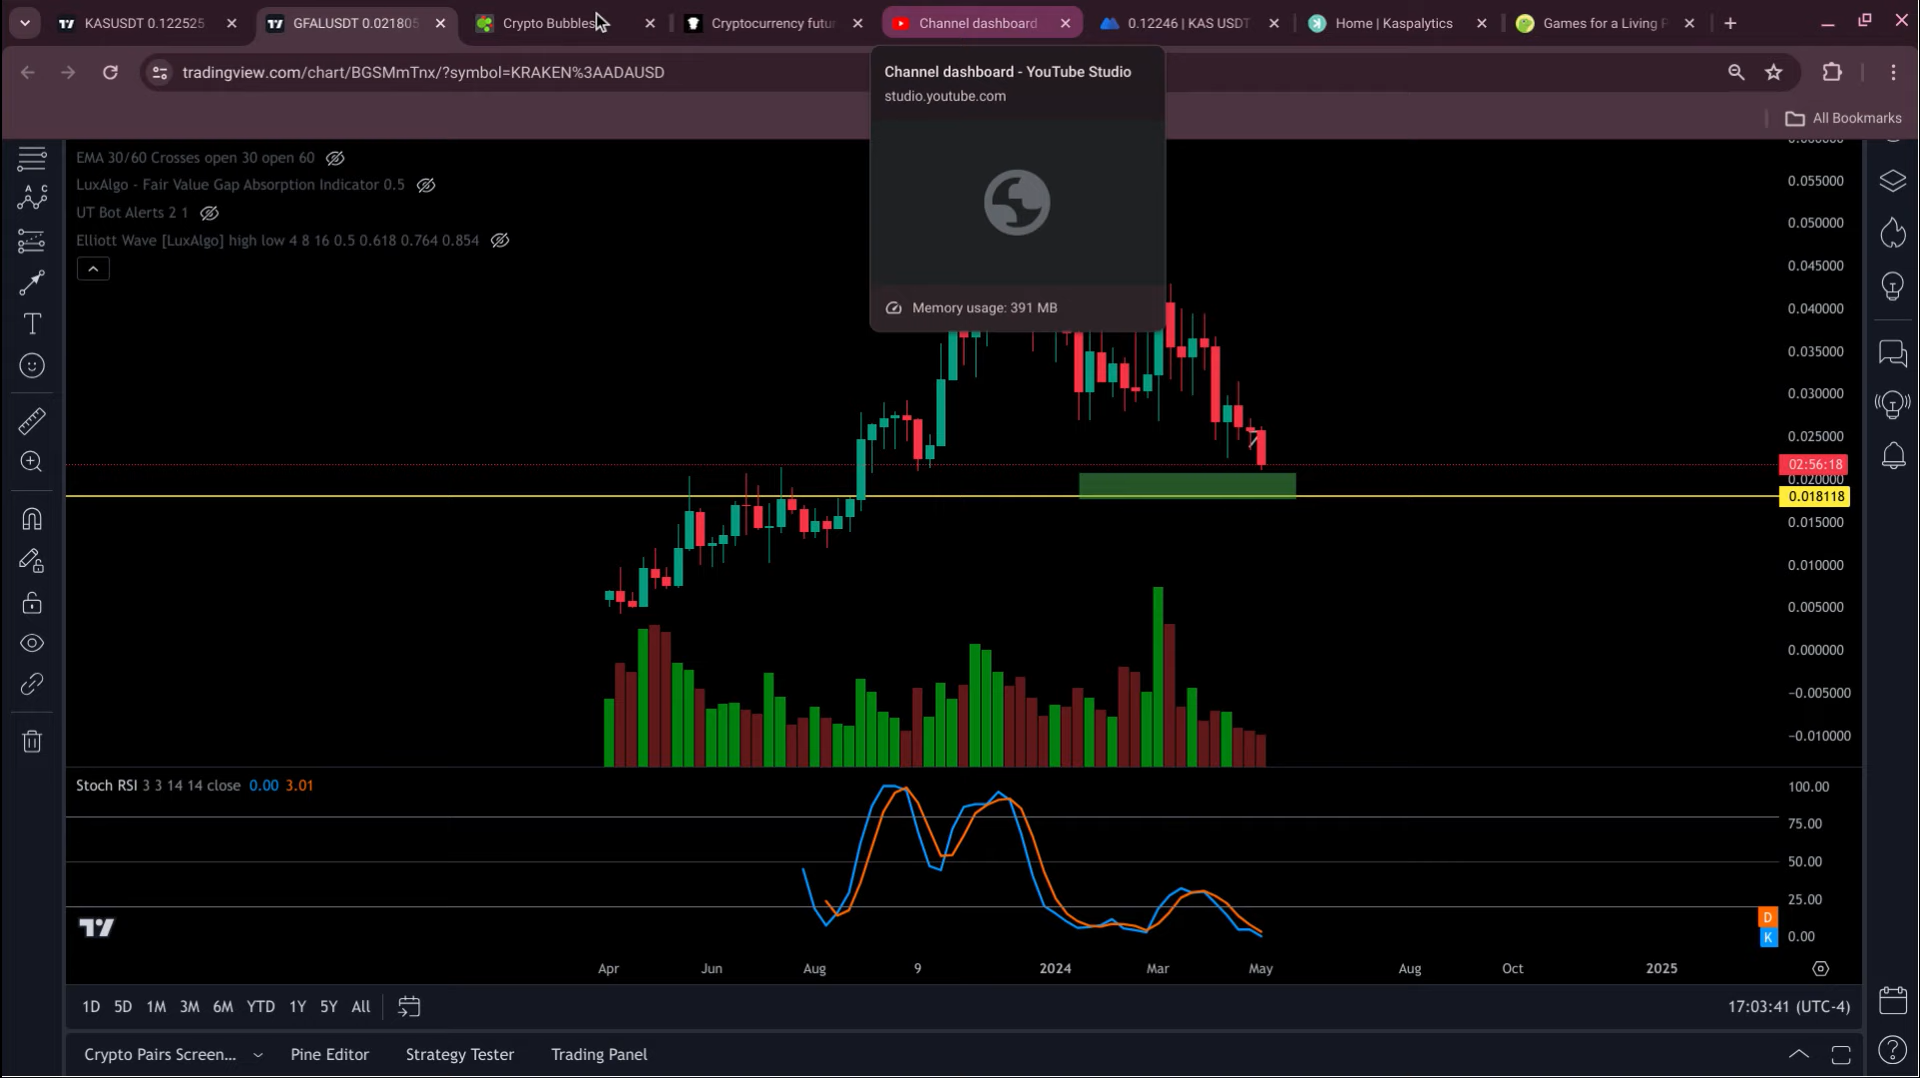 KASUSDT 0.122525
GFALUSDT 0.021805
Crypto Bubbles
Cryptocurrency futur
Channel dashboard
0.12246 | KAS USDT
Home | Kaspalytics
Games for a Living P
tradingview.com/chart/BGSMmTnx/?symbol=KRAKEN%3AADAUSD
All Bookmarks
Channel dashboard - YouTube Studio
studio.youtube.com
Memory usage: 391 MB
EMA 30/60 Crosses open 30 open 60
LuxAlgo - Fair Value Gap Absorption Indicator 0.5
UT Bot Alerts 2 1
Elliott Wave [LuxAlgo] high low 4 8 16 0.5 0.618 0.764 0.854
0.055000
0.050000
0.045000
0.040000
0.035000
0.030000
0.025000
02:56:18
0.020000
0.018118
0.015000
0.010000
0.005000
0.000000
−0.005000
−0.010000
Stoch RSI 3 3 14 14 close 0.00 3.01
100.00
75.00
50.00
25.00
D
K 0.00
Apr Jun Aug 9 2024 Mar May Aug Oct 2025
1D 5D 1M 3M 6M YTD 1Y 5Y All
17:03:41 (UTC-4)
Crypto Pairs Screen... Pine Editor Strategy Tester Trading Panel